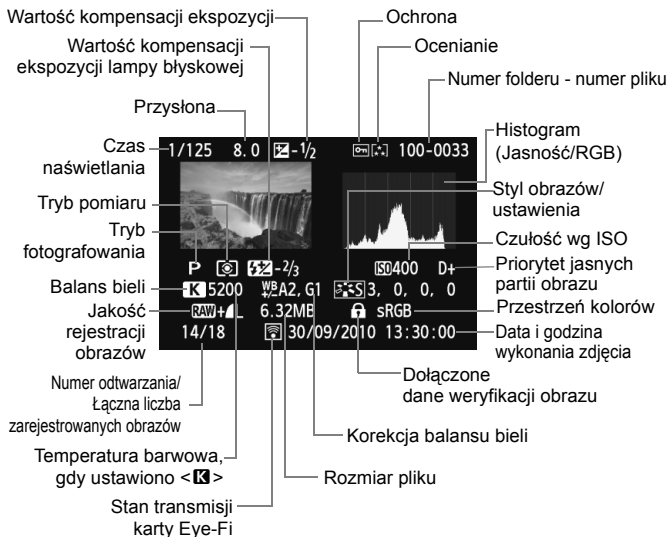 Wartość kompensacji ekspozycji
Ochrona
Wartość kompensacji
ekspozycji lampy błyskowej
Ocenianie
Numer folderu - numer pliku
Przysłona
Czas
naświetlania
Histogram
(Jasność/RGB)
1/125 8.0 -1/2 100-0033
Tryb pomiaru
Styl obrazów/
ustawienia
Tryb
fotografowania
Czułość wg ISO
P -2/3 ISO400 D+
Priorytet jasnych
partii obrazu
Balans bieli
K 5200 WB A2, G1 S 3, 0, 0, 0
Jakość
rejestracji
obrazów
RAW+ L 6.32MB sRGB
Przestrzeń kolorów
14/18 30/09/2010 13:30:00
Data i godzina
wykonania zdjęcia
Numer odtwarzania/
Łączna liczba
zarejestrowanych obrazów
Dołączone
dane weryfikacji obrazu
Korekcja balansu bieli
Temperatura barwowa,
gdy ustawiono <K>
Rozmiar pliku
Stan transmisji
karty Eye-Fi